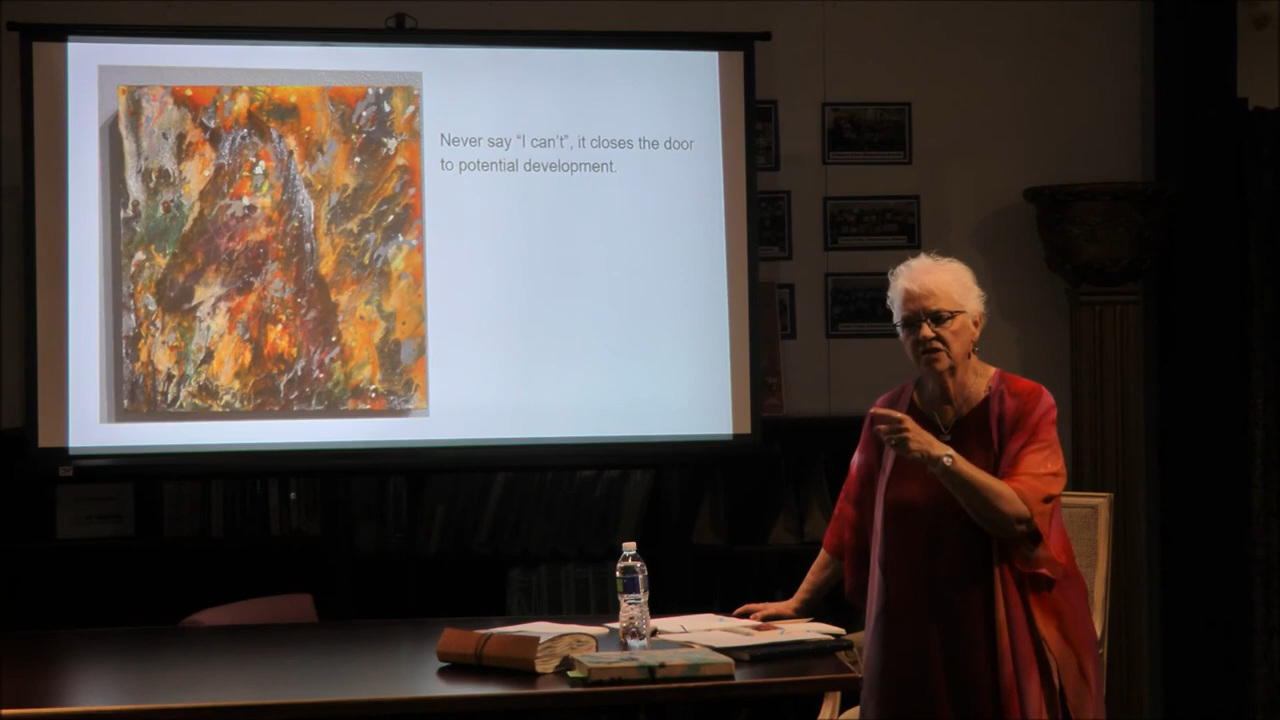 Never say “I can’t”, it closes the door
to potential development.